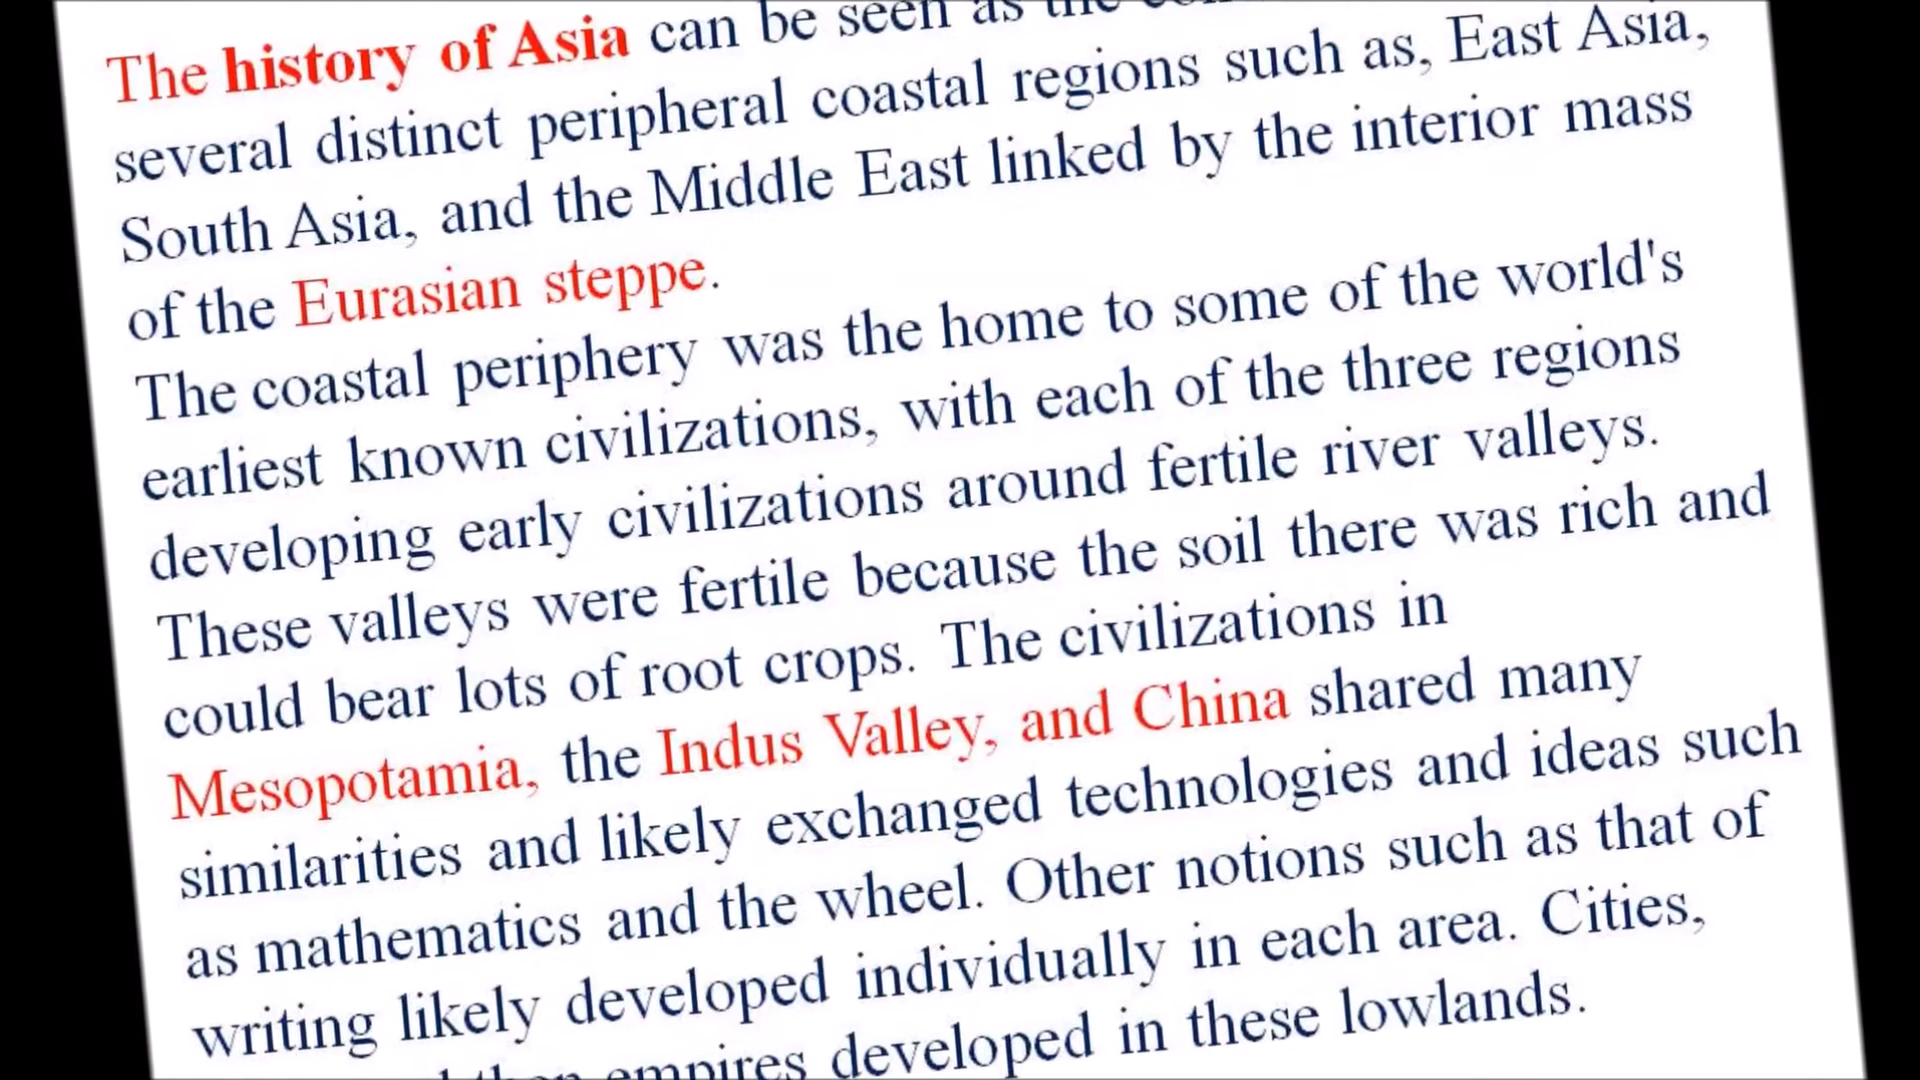 The history of Asia can be seen as the
several distinct peripheral coastal regions such as, East Asia,
South Asia, and the Middle East linked by the interior mass
of the Eurasian steppe.
The coastal periphery was the home to some of the world's
earliest known civilizations, with each of the three regions
developing early civilizations around fertile river valleys.
These valleys were fertile because the soil there was rich and
could bear lots of root crops. The civilizations in
Mesopotamia, the Indus Valley, and China shared many
similarities and likely exchanged technologies and ideas such
as mathematics and the wheel. Other notions such as that of
writing likely developed individually in each area. Cities,
then empires developed in these lowlands.